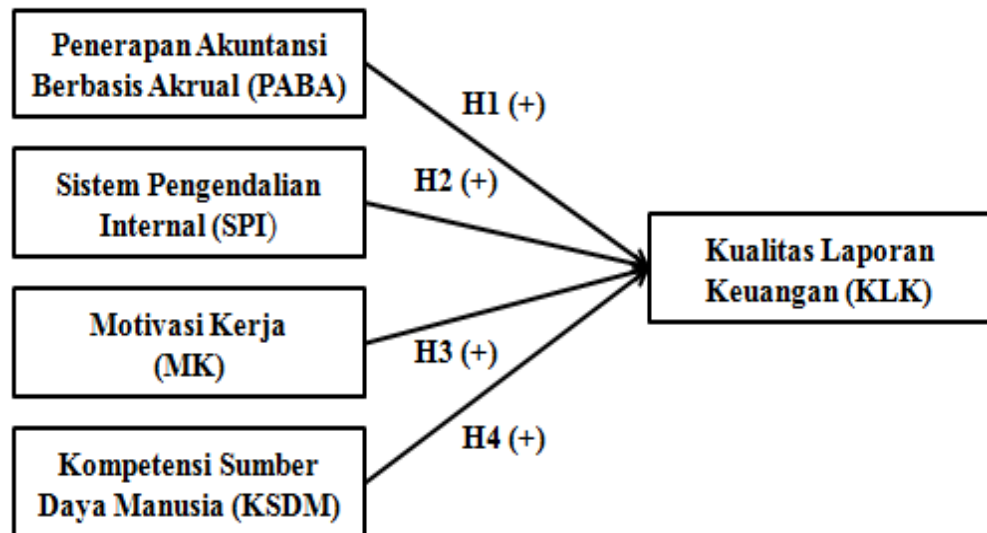 Penerapan Akuntansi
Berbasis Akrual (PABA)
H1 (+)
Sistem Pengendalian
Internal (SPI)
H2 (+)
Motivasi Kerja
(MK)
H3 (+)
Kompetensi Sumber
Daya Manusia (KSDM)
H4 (+)
Kualitas Laporan
Keuangan (KLK)